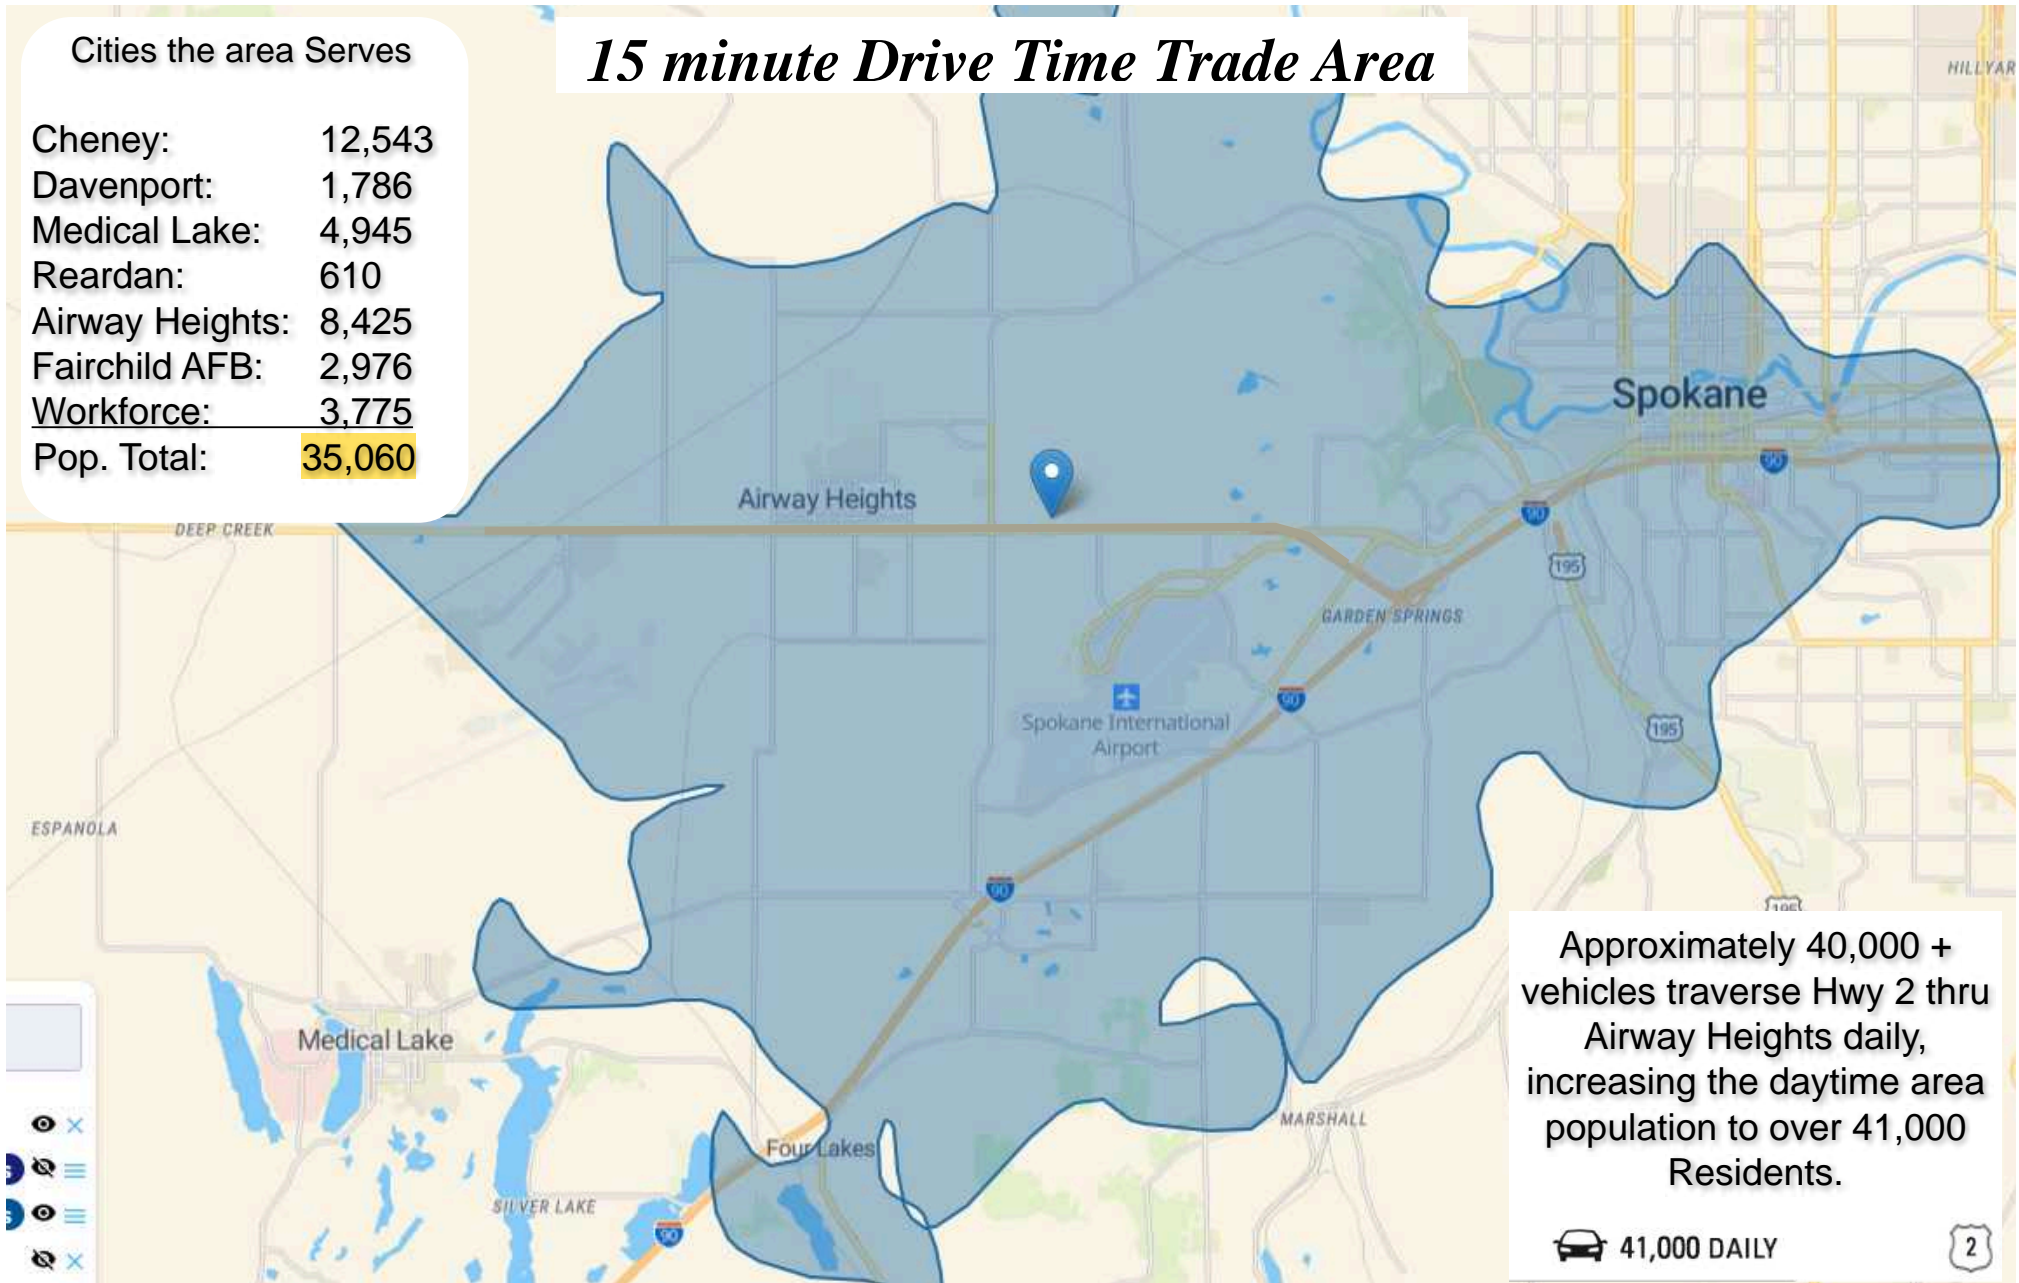 Cities the area Serves
15 minute Drive Time Trade Area
Cheney: 12,543
Davenport: 1,786
Medical Lake: 4,945
Reardan: 610
Airway Heights: 8,425
Fairchild AFB: 2,976
Workforce: 3,775
Pop. Total: 35,060
HILLYAR
Spokane
90
Airway Heights
90
DEEP CREEK
195
GARDEN SPRINGS
90
Spokane International
Airport
195
ESPANOLA
90
195
Approximately 40,000 +
vehicles traverse Hwy 2 thru
Airway Heights daily,
increasing the daytime area
population to over 41,000
Residents.
41,000 DAILY
2
Medical Lake
MARSHALL
Four Lakes
SILVER LAKE
90
s
s